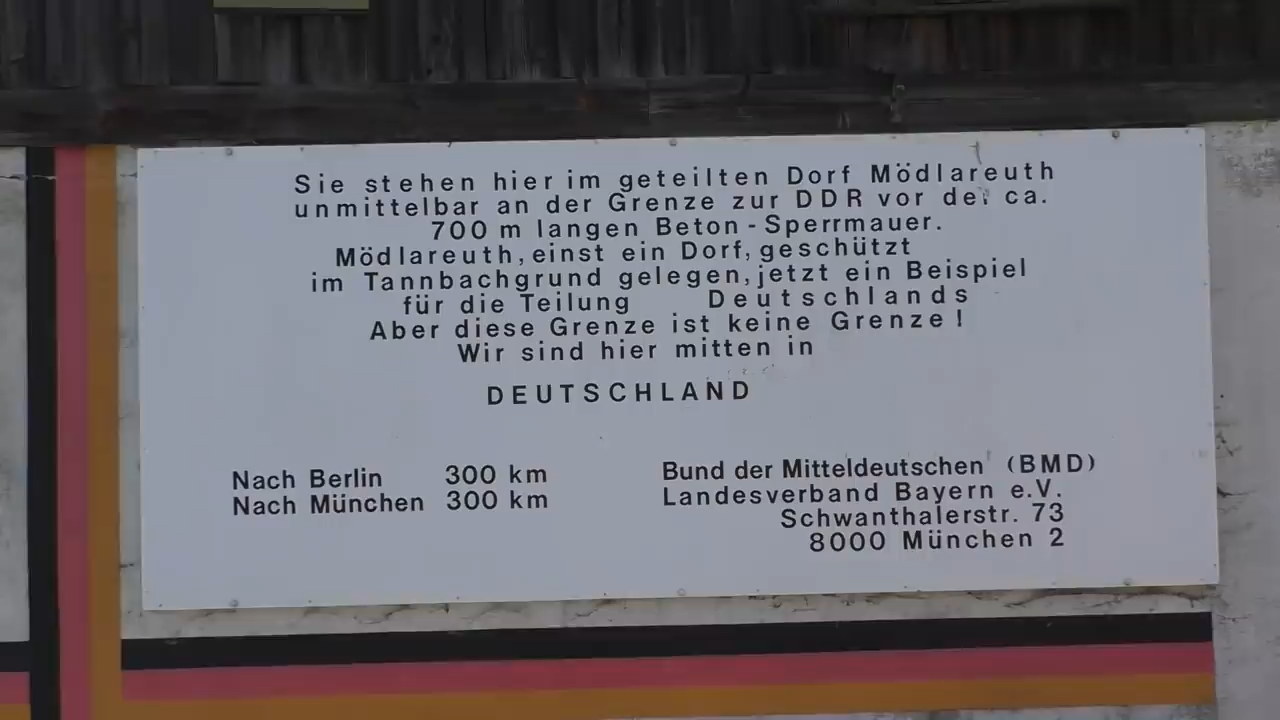 Sie stehen hier im geteilten Dorf Mödlareuth
unmittelbar an der Grenze zur DDR vor der ca.
700 m langen Beton-Sperrmauer.
Mödlareuth, einst ein Dorf, geschützt
im Tannbachgrund gelegen, jetzt ein Beispiel
für die Teilung Deutschlands
Aber diese Grenze ist keine Grenze!
Wir sind hier mitten in
DEUTSCHLAND
Nach Berlin 300 km
Nach München 300 km
Bund der Mitteldeutschen (BMD)
Landesverband Bayern e.V.
Schwanthalerstr. 73
8000 München 2